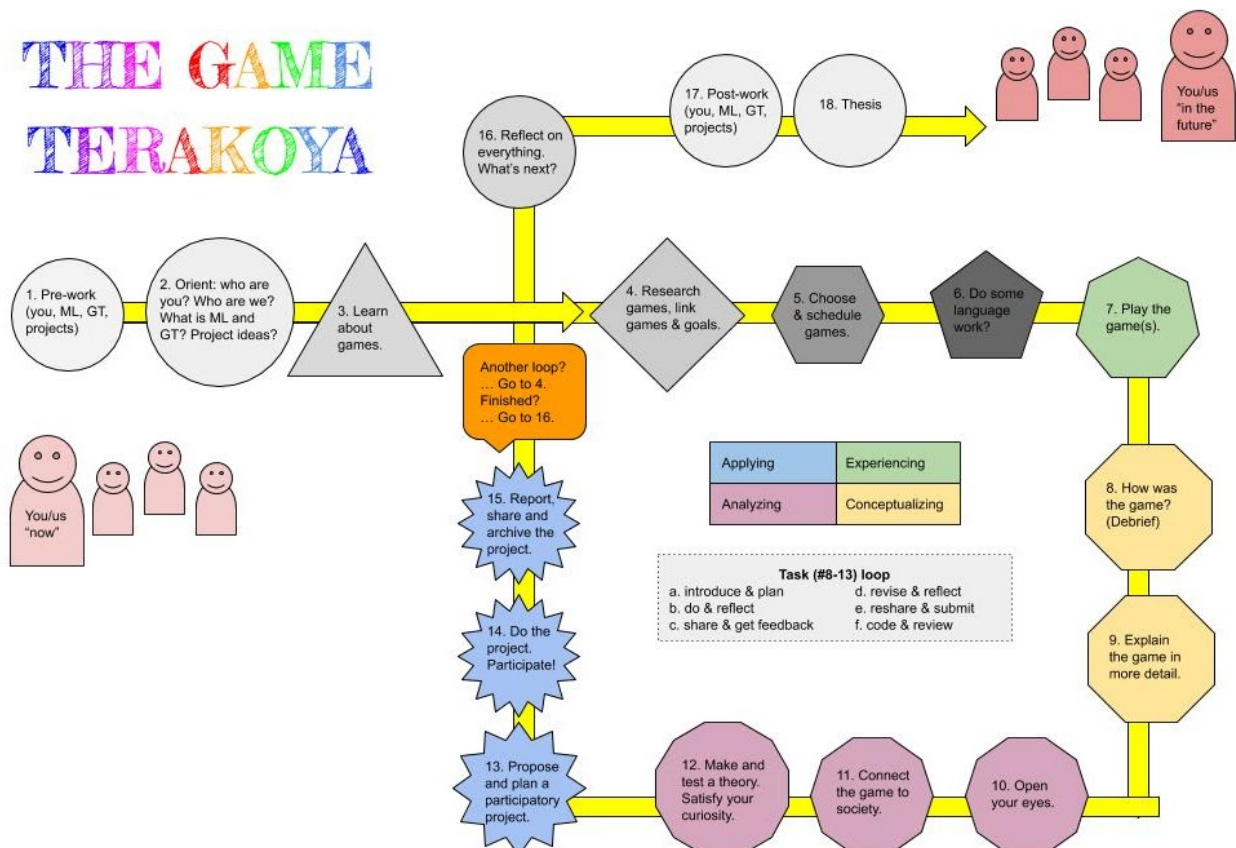 THE GAME
TERAKOYA
17. Post-work
(you, ML, GT,
projects)
18. Thesis
You/us
“in the
future”
16. Reflect on
everything.
What’s next?
1. Pre-work
(you, ML, GT,
projects)
2. Orient: who are
you? Who are we?
What is ML and
GT? Project ideas?
3. Learn
about
games.
4. Research
games, link
games & goals.
5. Choose
& schedule
games.
6. Do some
language
work?
7. Play the
game(s).
Another loop?
... Go to 4.
Finished?
... Go to 16.
You/us
“now”
Applying
Experiencing
Analyzing
Conceptualizing
8. How was
the game?
(Debrief)
15. Report,
share and
archive the
project.
Task (#8-13) loop
a. introduce & plan
b. do & reflect
c. share & get feedback
d. revise & reflect
e. reshare & submit
f. code & review
14. Do the
project.
Participate!
9. Explain
the game in
more detail.
13. Propose
and plan a
participatory
project.
12. Make and
test a theory.
Satisfy your
curiosity.
11. Connect
the game to
society.
10. Open
your eyes.